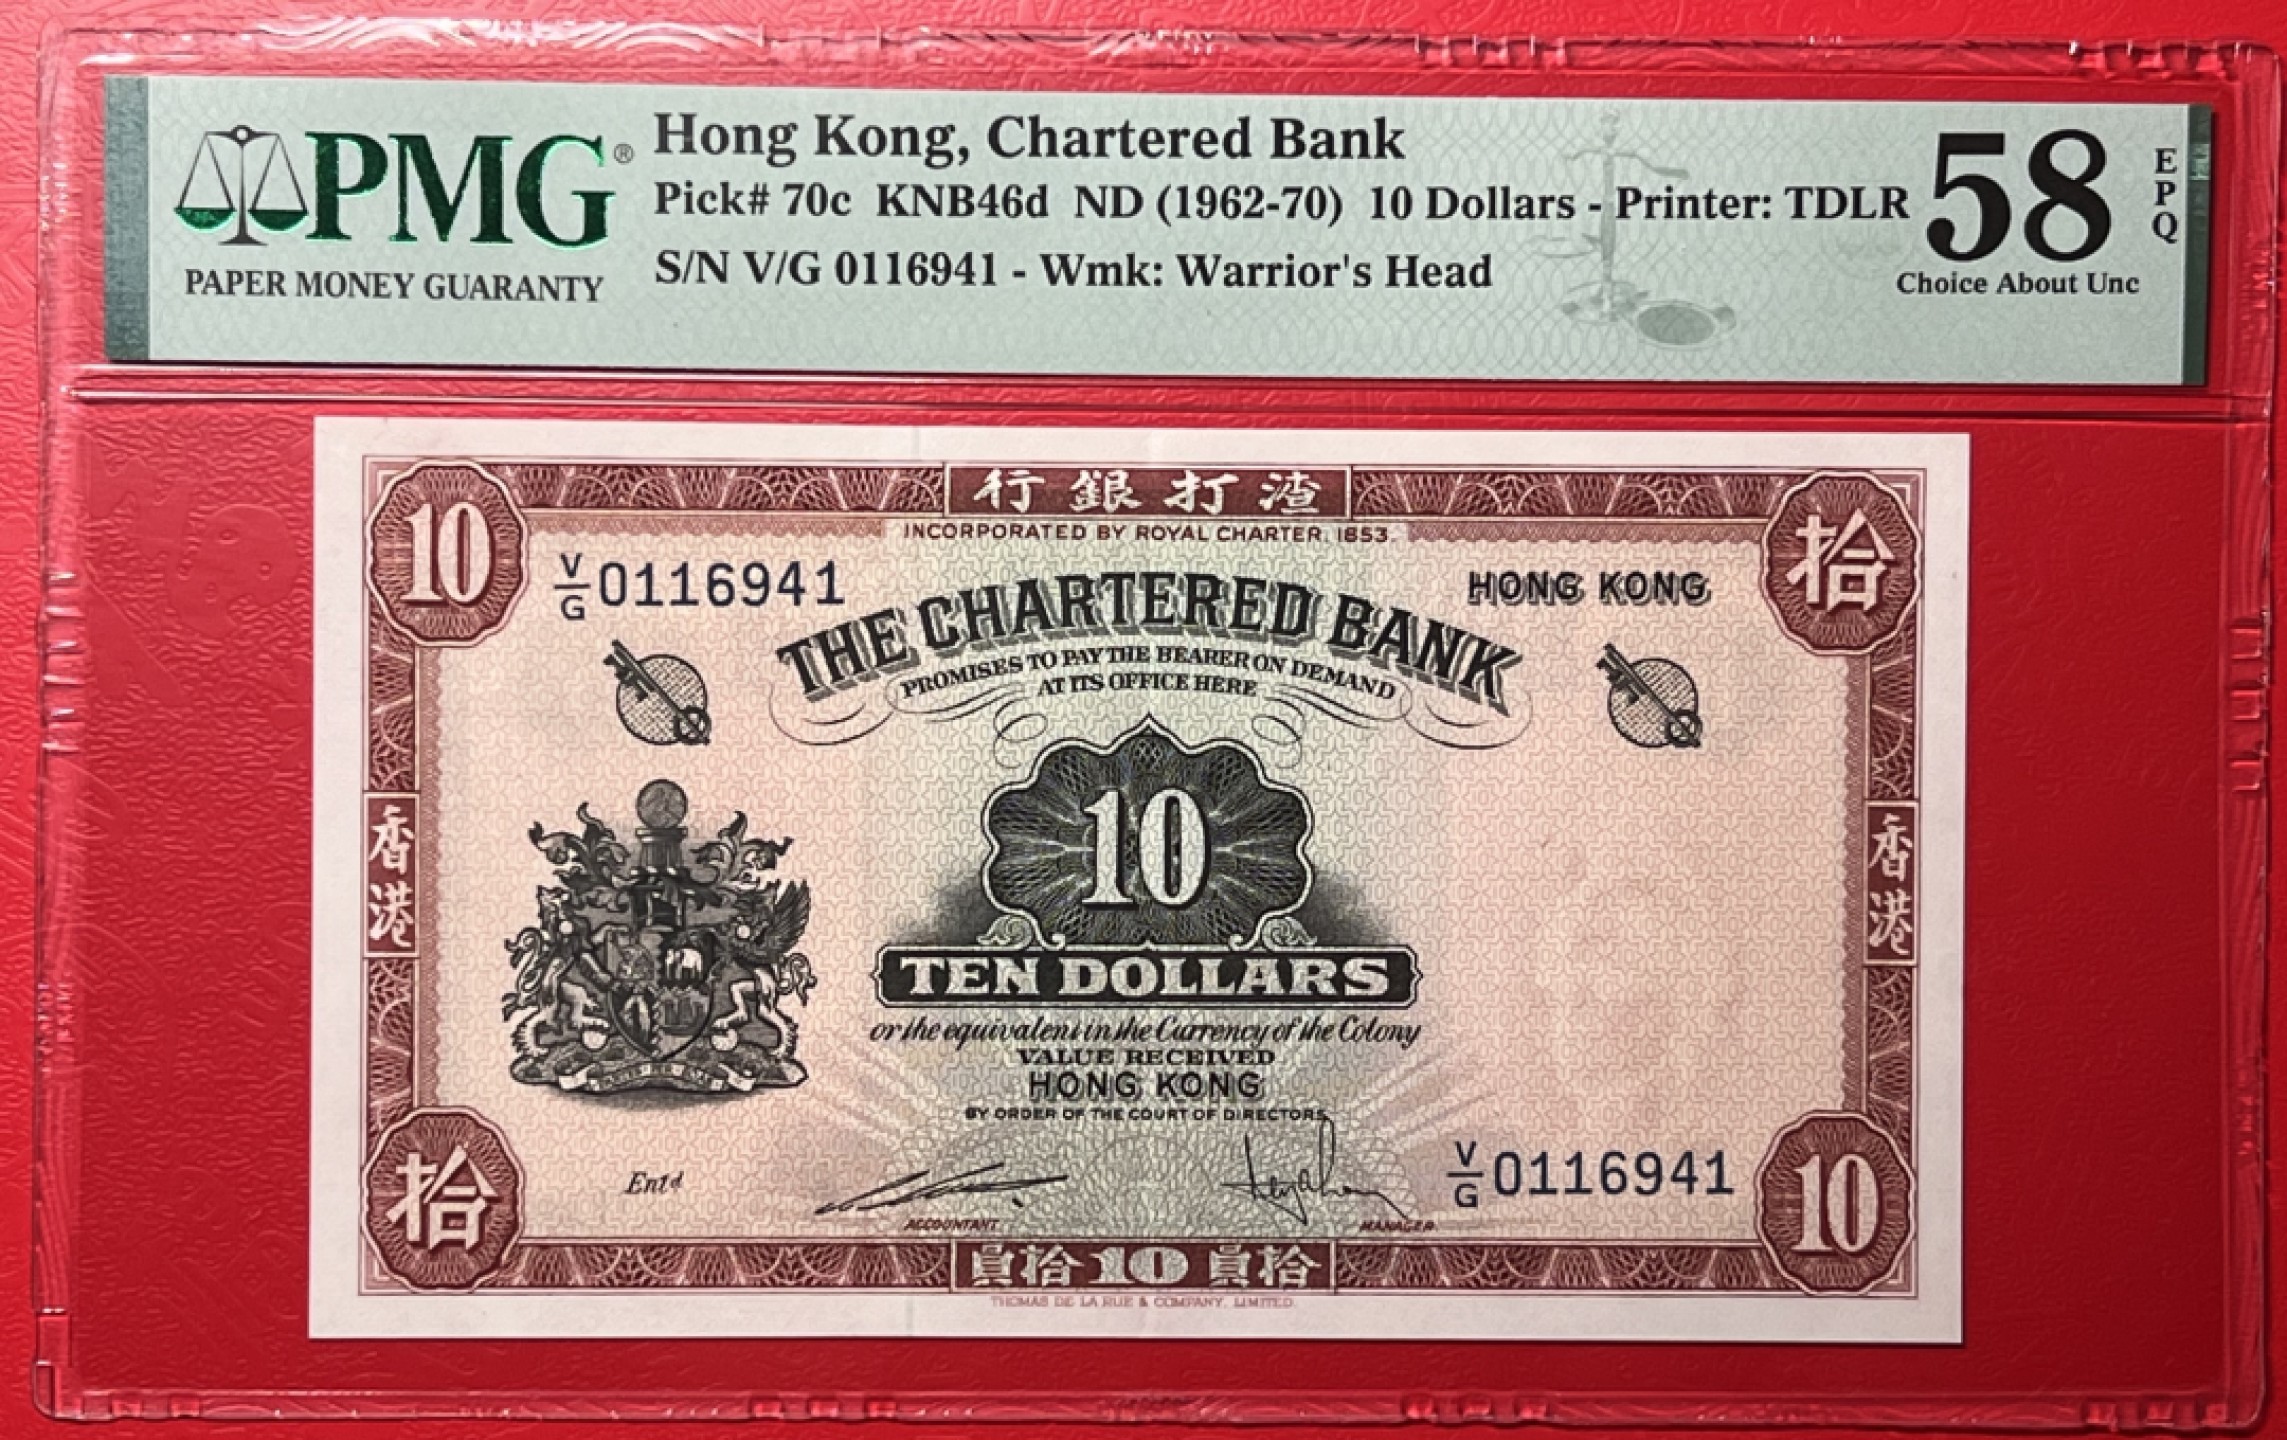 PMG®
PAPER MONEY GUARANTY
Hong Kong, Chartered Bank
Pick# 70c KNB46d ND (1962-70) 10 Dollars - Printer: TDLR
S/N V/G 0116941 - Wmk: Warrior's Head
58
EPQ
Choice About Unc
行銀打渣
INCORPORATED BY ROYAL CHARTER. 1853.
10
拾
V/G 0116941
HONG KONG
THE CHARTERED BANK
PROMISES TO PAY THE BEARER ON DEMAND
AT ITS OFFICE HERE
10
香港
香港
TEN DOLLARS
or the equivalent in the Currency of the Colony
VALUE RECEIVED
HONG KONG
BY ORDER OF THE COURT OF DIRECTORS
拾
Entd
ACCOUNTANT
MANAGER
V/G 0116941
10
員拾10員拾
THOMAS DE LA RUE & COMPANY, LIMITED.